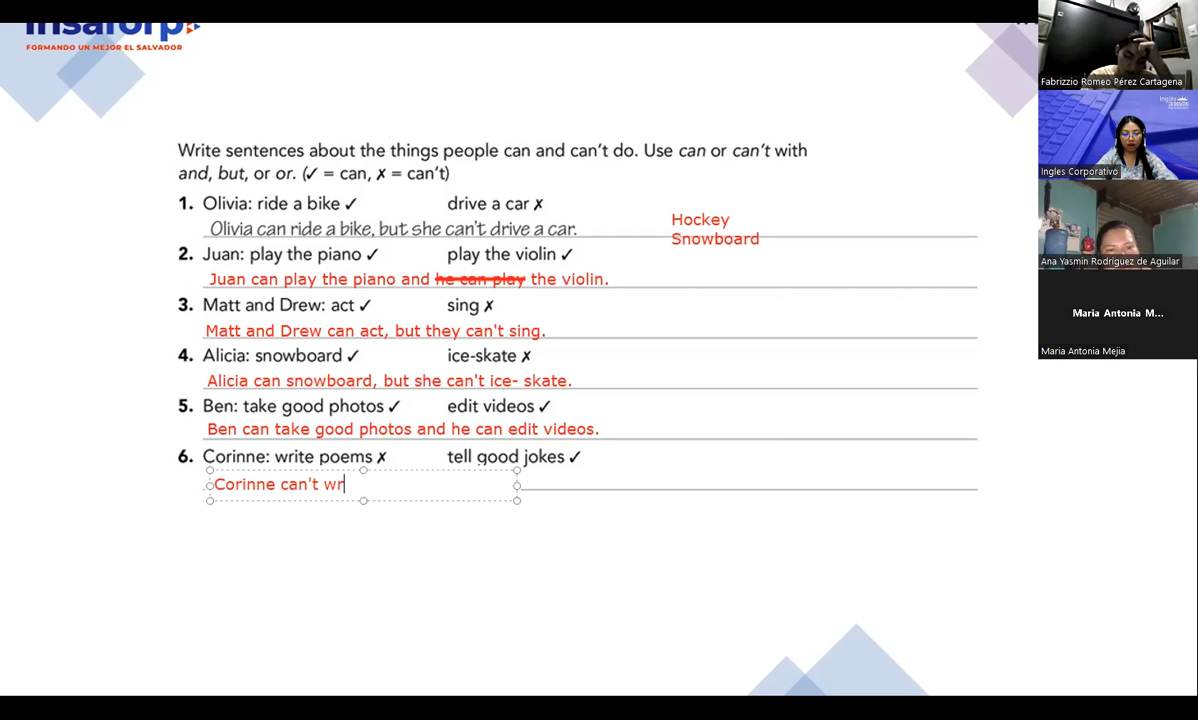 insaforp
FORMANDO UN MEJOR EL SALVADOR
Write sentences about the things people can and can't do. Use can or can't with
and, but, or or. (✓ = can, ✗ = can't)
1. Olivia: ride a bike ✓ drive a car ✗
Olivia can ride a bike, but she can't drive a car.
Hockey
Snowboard
2. Juan: play the piano ✓ play the violin ✓
Juan can play the piano and he can play the violin.
3. Matt and Drew: act ✓ sing ✗
Matt and Drew can act, but they can't sing.
4. Alicia: snowboard ✓ ice-skate ✗
Alicia can snowboard, but she can't ice- skate.
5. Ben: take good photos ✓ edit videos ✓
Ben can take good photos and he can edit videos.
6. Corinne: write poems ✗ tell good jokes ✓
Corinne can't wr
Fabrizzio Romeo Pérez Cartagena
Ingles Corporativo
Ana Yasmin Rodriguez de Aguilar
Maria Antonia M...
Maria Antonia Mejia